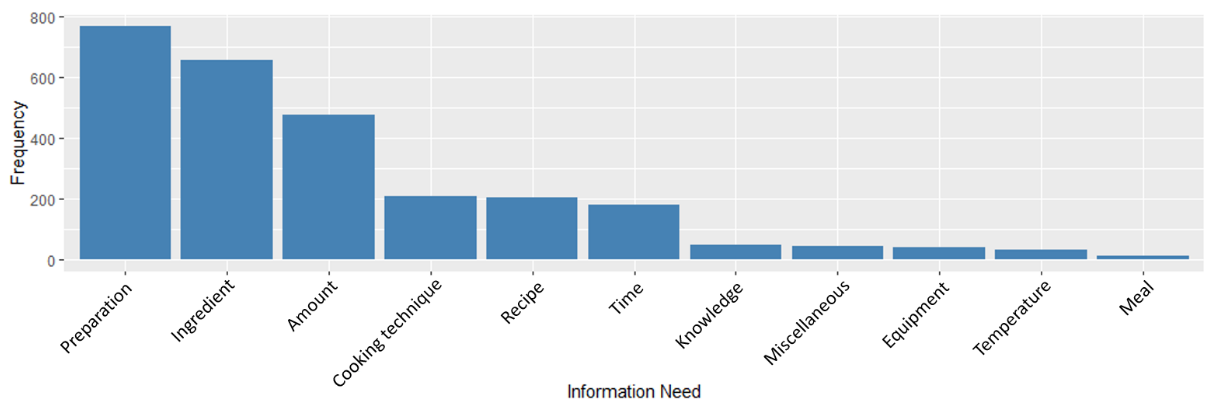 800
600
400
200
0
Frequency
Preparation
Ingredient
Amount
Cooking technique
Recipe
Time
Knowledge
Miscellaneous
Equipment
Temperature
Meal
Information Need